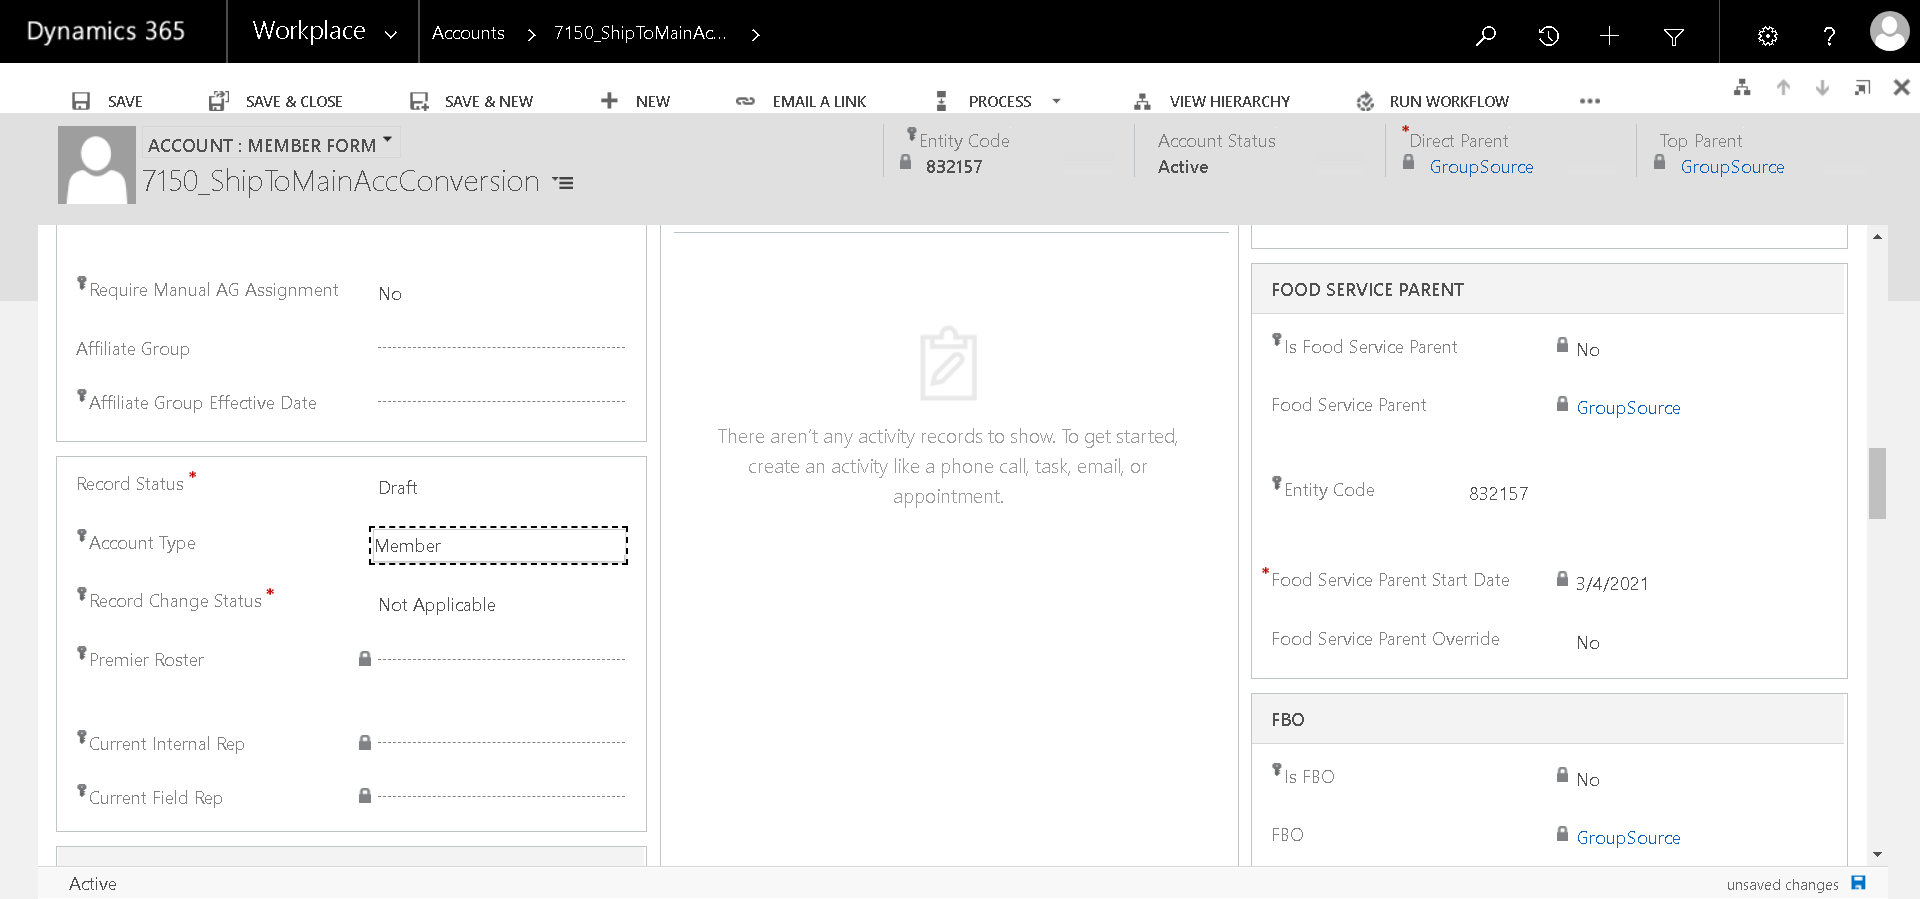 Dynamics 365
Workplace
Accounts
7150_ShipToMainAc...
?
SAVE
SAVE & CLOSE
SAVE & NEW
NEW
EMAIL A LINK
PROCESS
VIEW HIERARCHY
RUN WORKFLOW
ACCOUNT : MEMBER FORM
7150_ShipToMainAccConversion
Entity Code
832157
Account Status
Active
*Direct Parent
GroupSource
Top Parent
GroupSource
Require Manual AG Assignment
No
Affiliate Group
Affiliate Group Effective Date
Record Status *
Draft
Account Type
Member
Record Change Status *
Not Applicable
Premier Roster
Current Internal Rep
Current Field Rep
There aren't any activity records to show. To get started,
create an activity like a phone call, task, email, or
appointment.
FOOD SERVICE PARENT
Is Food Service Parent
No
Food Service Parent
GroupSource
Entity Code
832157
*Food Service Parent Start Date
3/4/2021
Food Service Parent Override
No
FBO
Is FBO
No
FBO
GroupSource
Active
unsaved changes